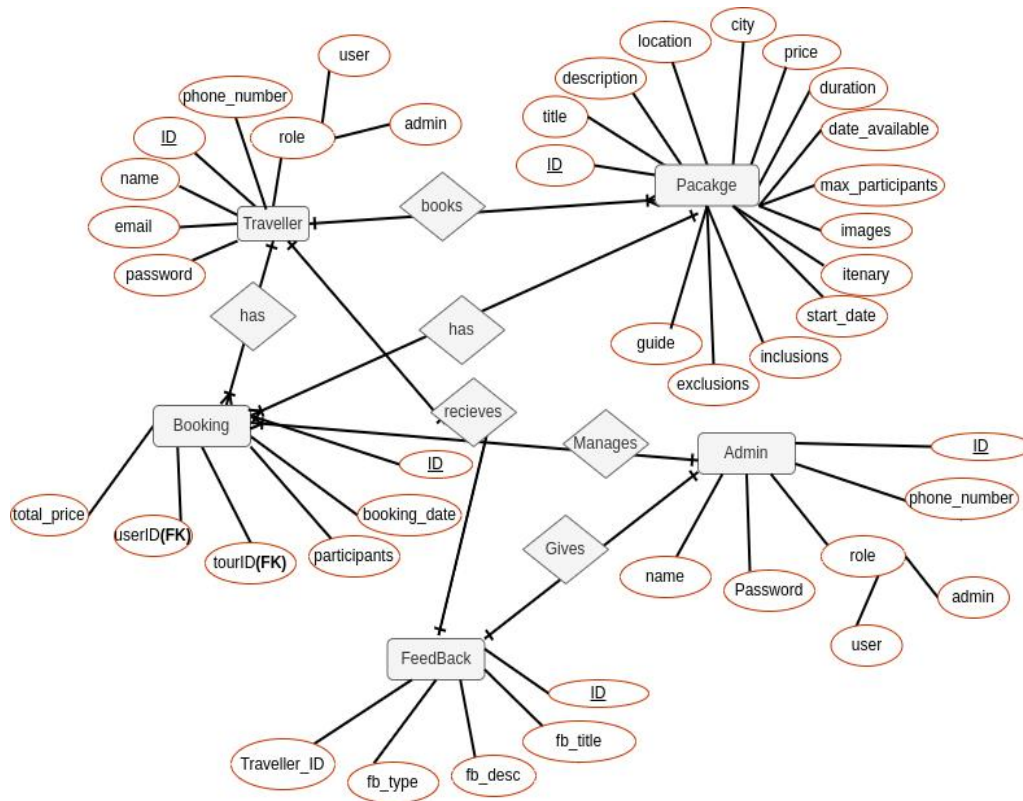 city
location
user
price
description
phone_number
duration
title
ID
role
admin
date_available
ID
name
Pacakge
max_participants
books
email
Traveller
images
password
itenary
has
has
start_date
guide
inclusions
exclusions
Booking
recieves
Manages
Admin
ID
ID
phone_number
total_price
booking_date
userID(FK)
tourID(FK)
participants
Gives
role
name
Password
admin
user
FeedBack
ID
fb_title
Traveller_ID
fb_type
fb_desc